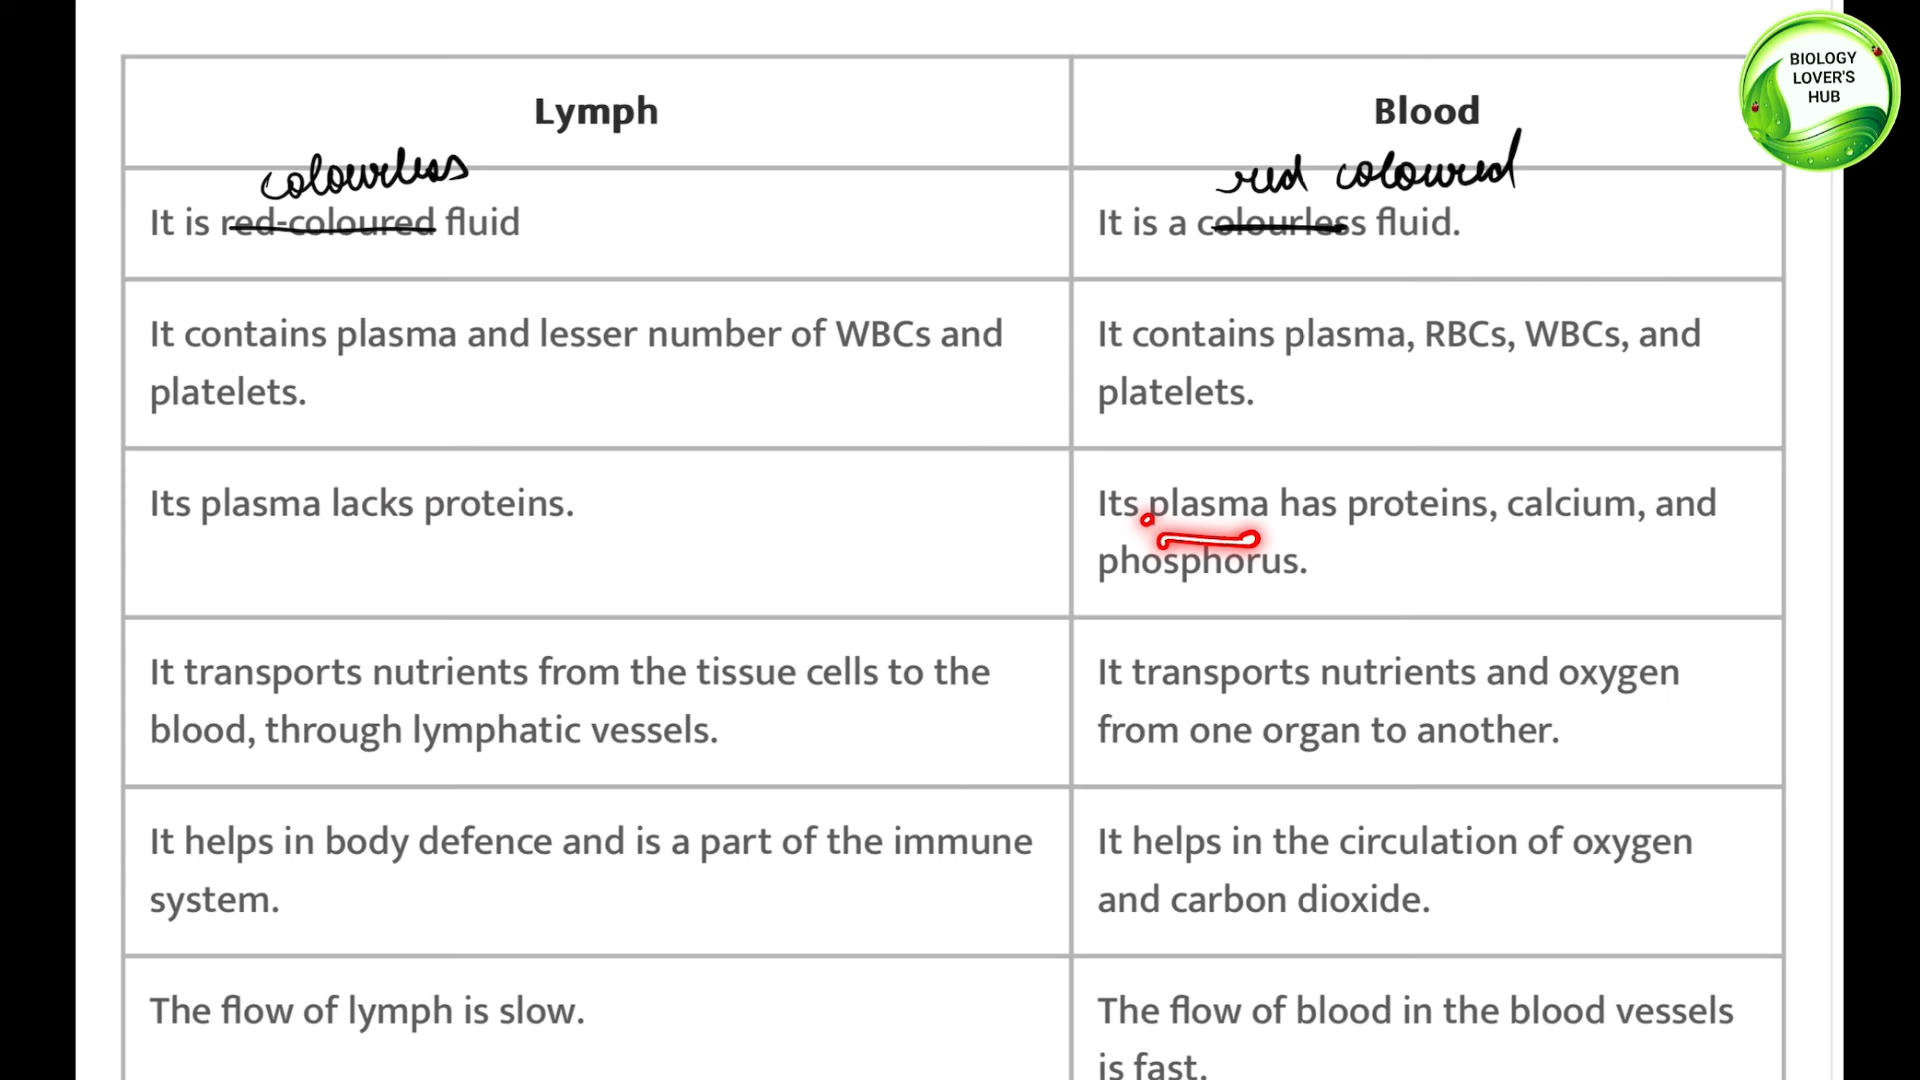 BIOLOGY
LOVER'S
HUB
Lymph
Blood
colourless
red coloured
It is red-coloured fluid
It is a colourless fluid.
It contains plasma and lesser number of WBCs and
platelets.
It contains plasma, RBCs, WBCs, and
platelets.
Its plasma lacks proteins.
Its plasma has proteins, calcium, and
phosphorus.
It transports nutrients from the tissue cells to the
blood, through lymphatic vessels.
It transports nutrients and oxygen
from one organ to another.
It helps in body defence and is a part of the immune
system.
It helps in the circulation of oxygen
and carbon dioxide.
The flow of lymph is slow.
The flow of blood in the blood vessels
is fast.